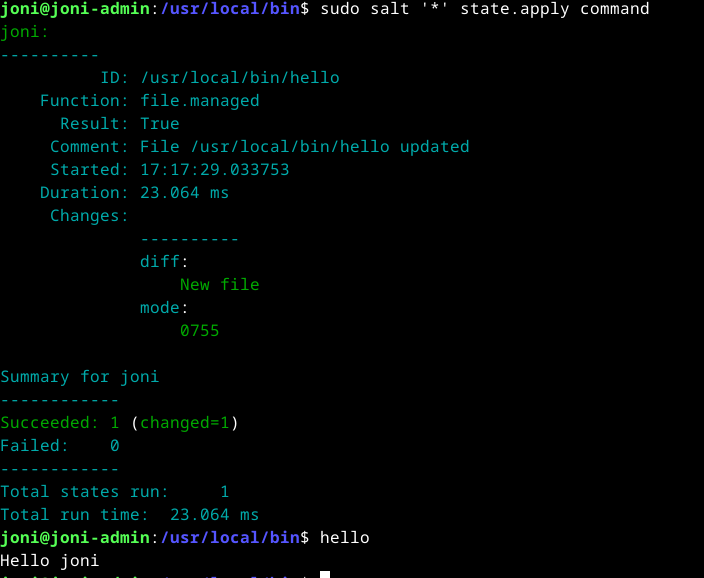 joni@joni-admin:/usr/local/bin$ sudo salt '*' state.apply command
joni:
----------
          ID: /usr/local/bin/hello
    Function: file.managed
      Result: True
     Comment: File /usr/local/bin/hello updated
     Started: 17:17:29.033753
    Duration: 23.064 ms
     Changes:
              ----------
              diff:
                  New file
              mode:
                  0755

Summary for joni
------------
Succeeded: 1 (changed=1)
Failed:    0
------------
Total states run:     1
Total run time:  23.064 ms
joni@joni-admin:/usr/local/bin$ hello
Hello joni